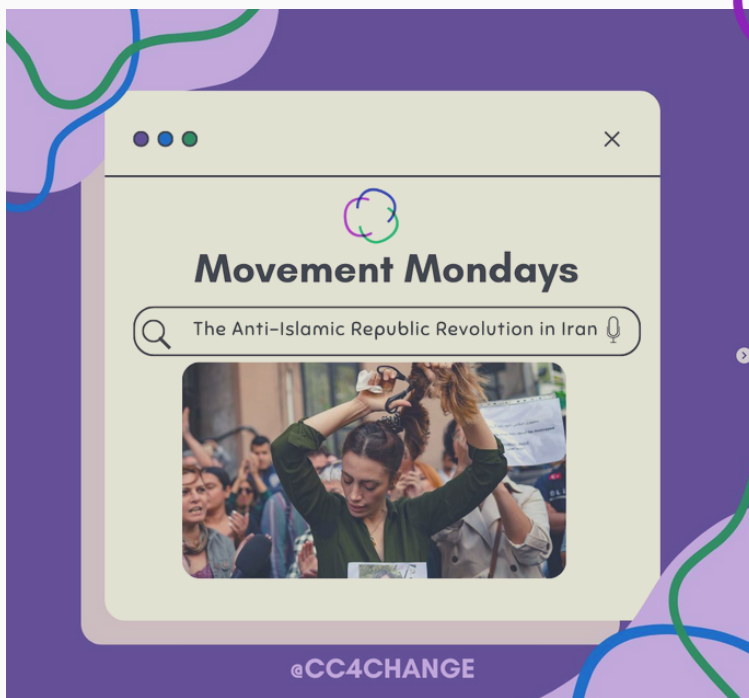 Movement Mondays
The Anti-Islamic Republic Revolution in Iran
@CC4CHANGE